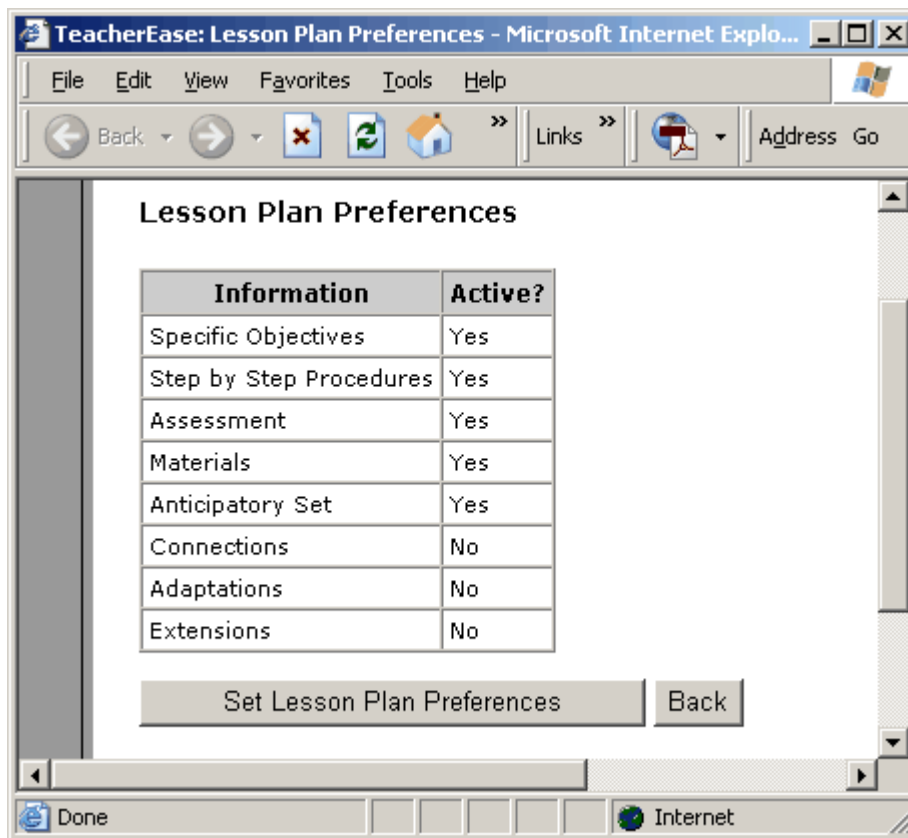 TeacherEase: Lesson Plan Preferences - Microsoft Internet Explo...
File Edit View Favorites Tools Help
Back » Links » Address Go
Lesson Plan Preferences
Information Active?
Specific Objectives Yes
Step by Step Procedures Yes
Assessment Yes
Materials Yes
Anticipatory Set Yes
Connections No
Adaptations No
Extensions No
Set Lesson Plan Preferences Back
Done Internet